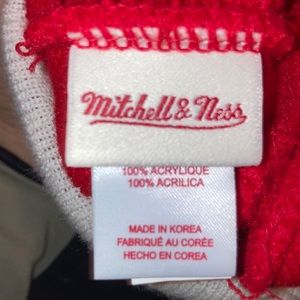 Mitchell & Ness
100% ACRYLIQUE
100% ACRILICA
MADE IN KOREA
FABRIQUÉ AU CORÉE
HECHO EN COREA